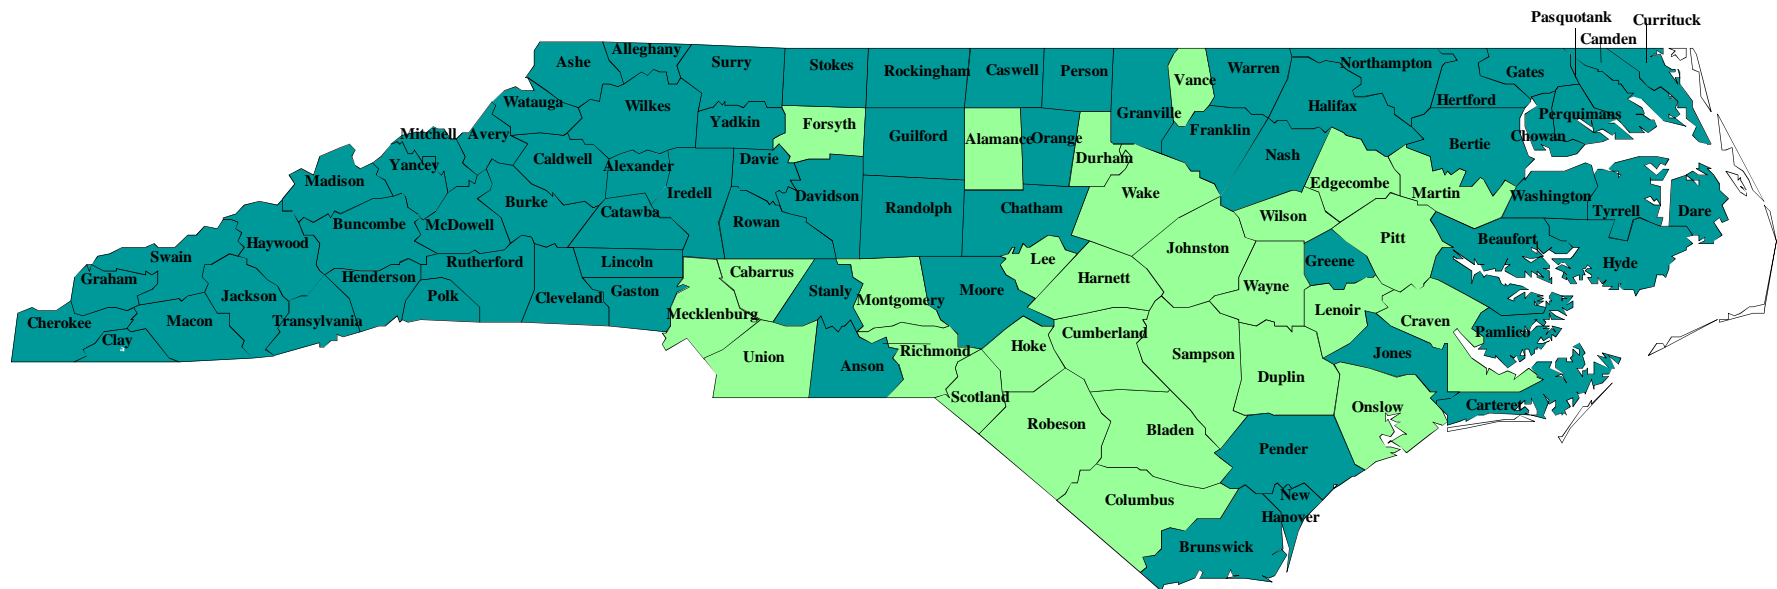 Pasquotank
Currituck
Camden
Alleghany
Ashe
Surry
Stokes
Rockingham
Caswell
Person
Vance
Warren
Northampton
Gates
Hertford
Watauga
Wilkes
Yadkin
Forsyth
Granville
Halifax
Perquimans
Mitchell
Avery
Guilford
Alamance
Orange
Franklin
Chowan
Bertie
Yancey
Caldwell
Alexander
Davie
Durham
Nash
Madison
Iredell
Davidson
Wake
Edgecombe
Martin
Washington
Burke
Catawba
Randolph
Chatham
Tyrrell
Dare
Buncombe
McDowell
Rowan
Wilson
Haywood
Johnston
Pitt
Beaufort
Swain
Rutherford
Lincoln
Lee
Greene
Hyde
Graham
Henderson
Cabarrus
Harnett
Jackson
Polk
Cleveland
Gaston
Stanly
Montgomery
Moore
Wayne
Cherokee
Macon
Transylvania
Mecklenburg
Lenoir
Craven
Clay
Cumberland
Pamlico
Union
Anson
Richmond
Hoke
Sampson
Jones
Scotland
Duplin
Onslow
Carteret
Robeson
Bladen
Pender
Columbus
New
Hanover
Brunswick